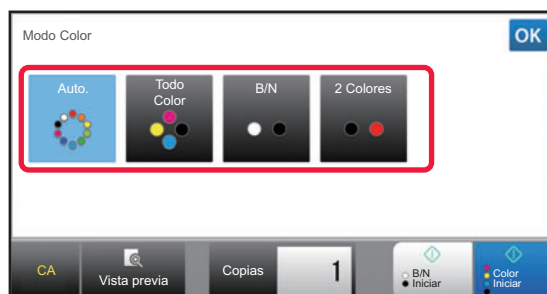 Modo Color
OK
Auto.
Todo
Color
B/N
2 Colores
CA
Vista previa
Copias
1
B/N
Iniciar
Color
Iniciar